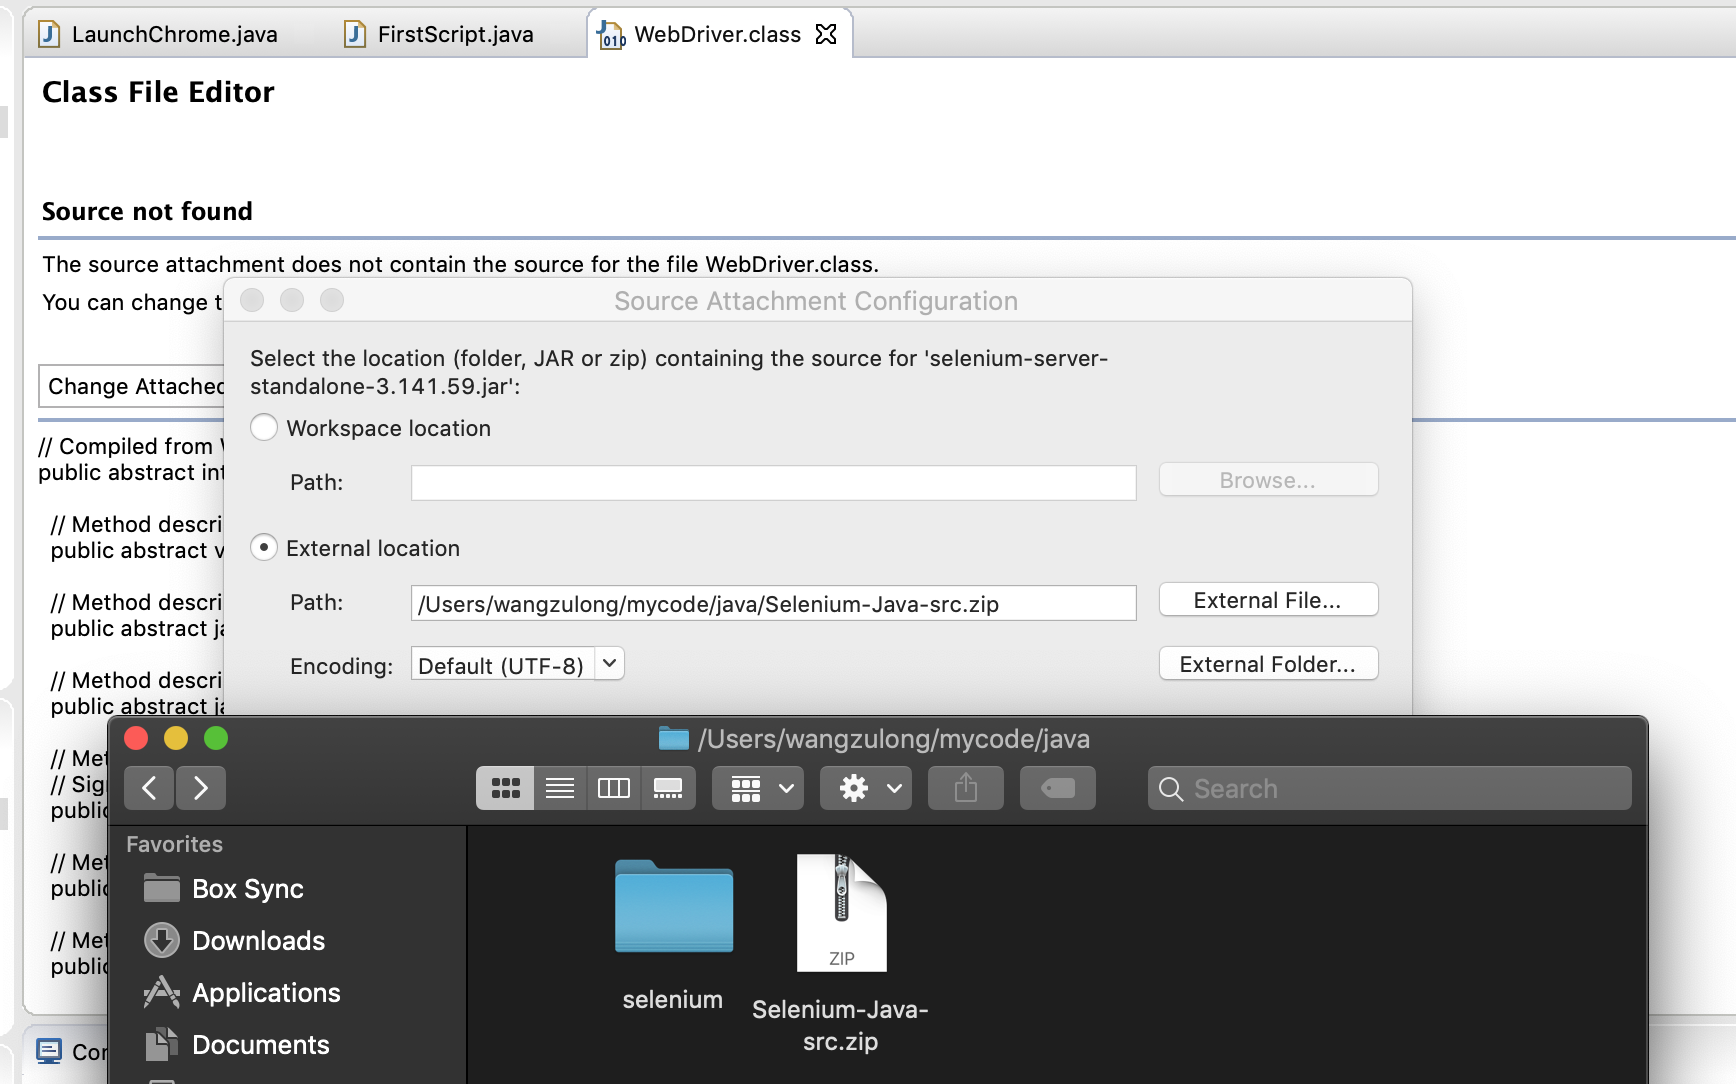 LaunchChrome.java
FirstScript.java
WebDriver.class
Class File Editor
Source not found
The source attachment does not contain the source for the file WebDriver.class.
You can change t
Source Attachment Configuration
Select the location (folder, JAR or zip) containing the source for 'selenium-server-
standalone-3.141.59.jar':
Change Attached
Workspace location
// Compiled from
public abstract int
Path:
Browse...
// Method descri
public abstract v
External location
// Method descri
public abstract ja
Path:
/Users/wangzulong/mycode/java/Selenium-Java-src.zip
External File...
Encoding:
Default (UTF-8)
External Folder...
// Method descri
public abstract ja
/Users/wangzulong/mycode/java
// Met
// Sig
public
Search
Favorites
// Met
public
Box Sync
// Met
public
Downloads
Applications
Documents
selenium
ZIP
Selenium-Java-
src.zip
Con